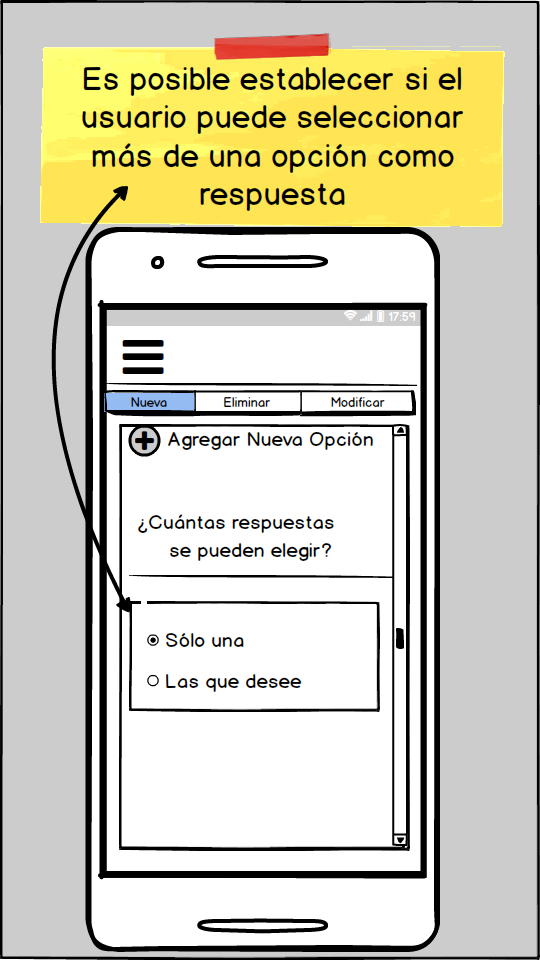 Es posible establecer si el
usuario puede seleccionar
más de una opción como
respuesta
17:59
Nueva Eliminar Modificar
Agregar Nueva Opción
¿Cuántas respuestas
se pueden elegir?
Sólo una
Las que desee